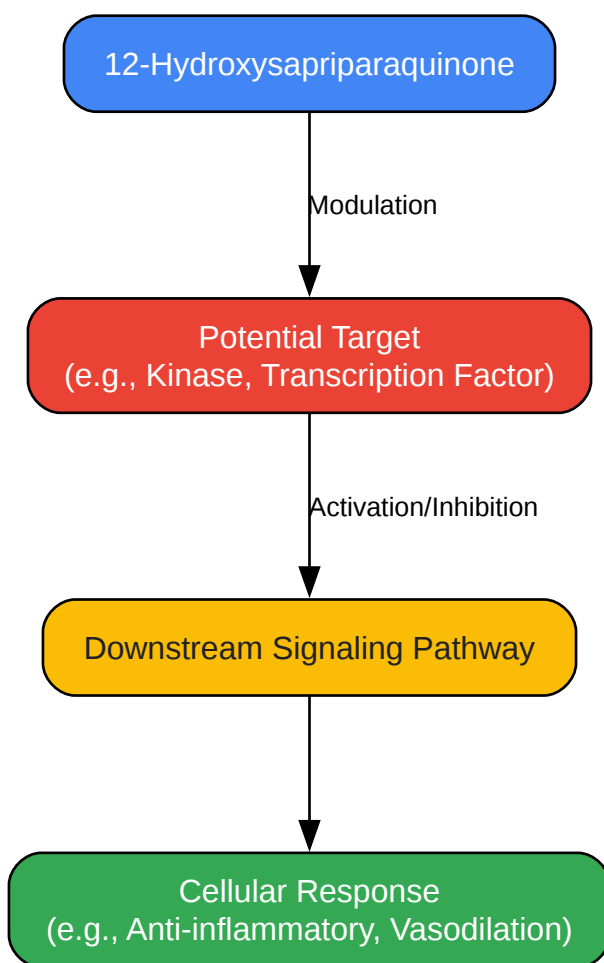 12-Hydroxysapriparaquinone
Modulation
Potential Target
(e.g., Kinase, Transcription Factor)
Activation/Inhibition
Downstream Signaling Pathway
Cellular Response
(e.g., Anti-inflammatory, Vasodilation)